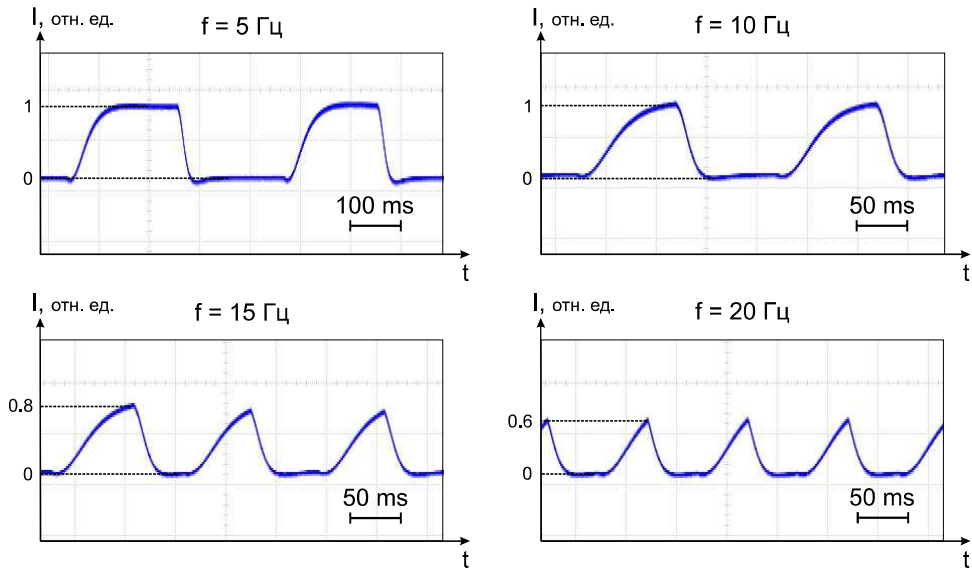 I, отн. ед.
f = 5 Гц
1
0
100 ms
t
I, отн. ед.
f = 10 Гц
1
0
50 ms
t
I, отн. ед.
f = 15 Гц
0.8
0
50 ms
t
I, отн. ед.
f = 20 Гц
0.6
0
50 ms
t